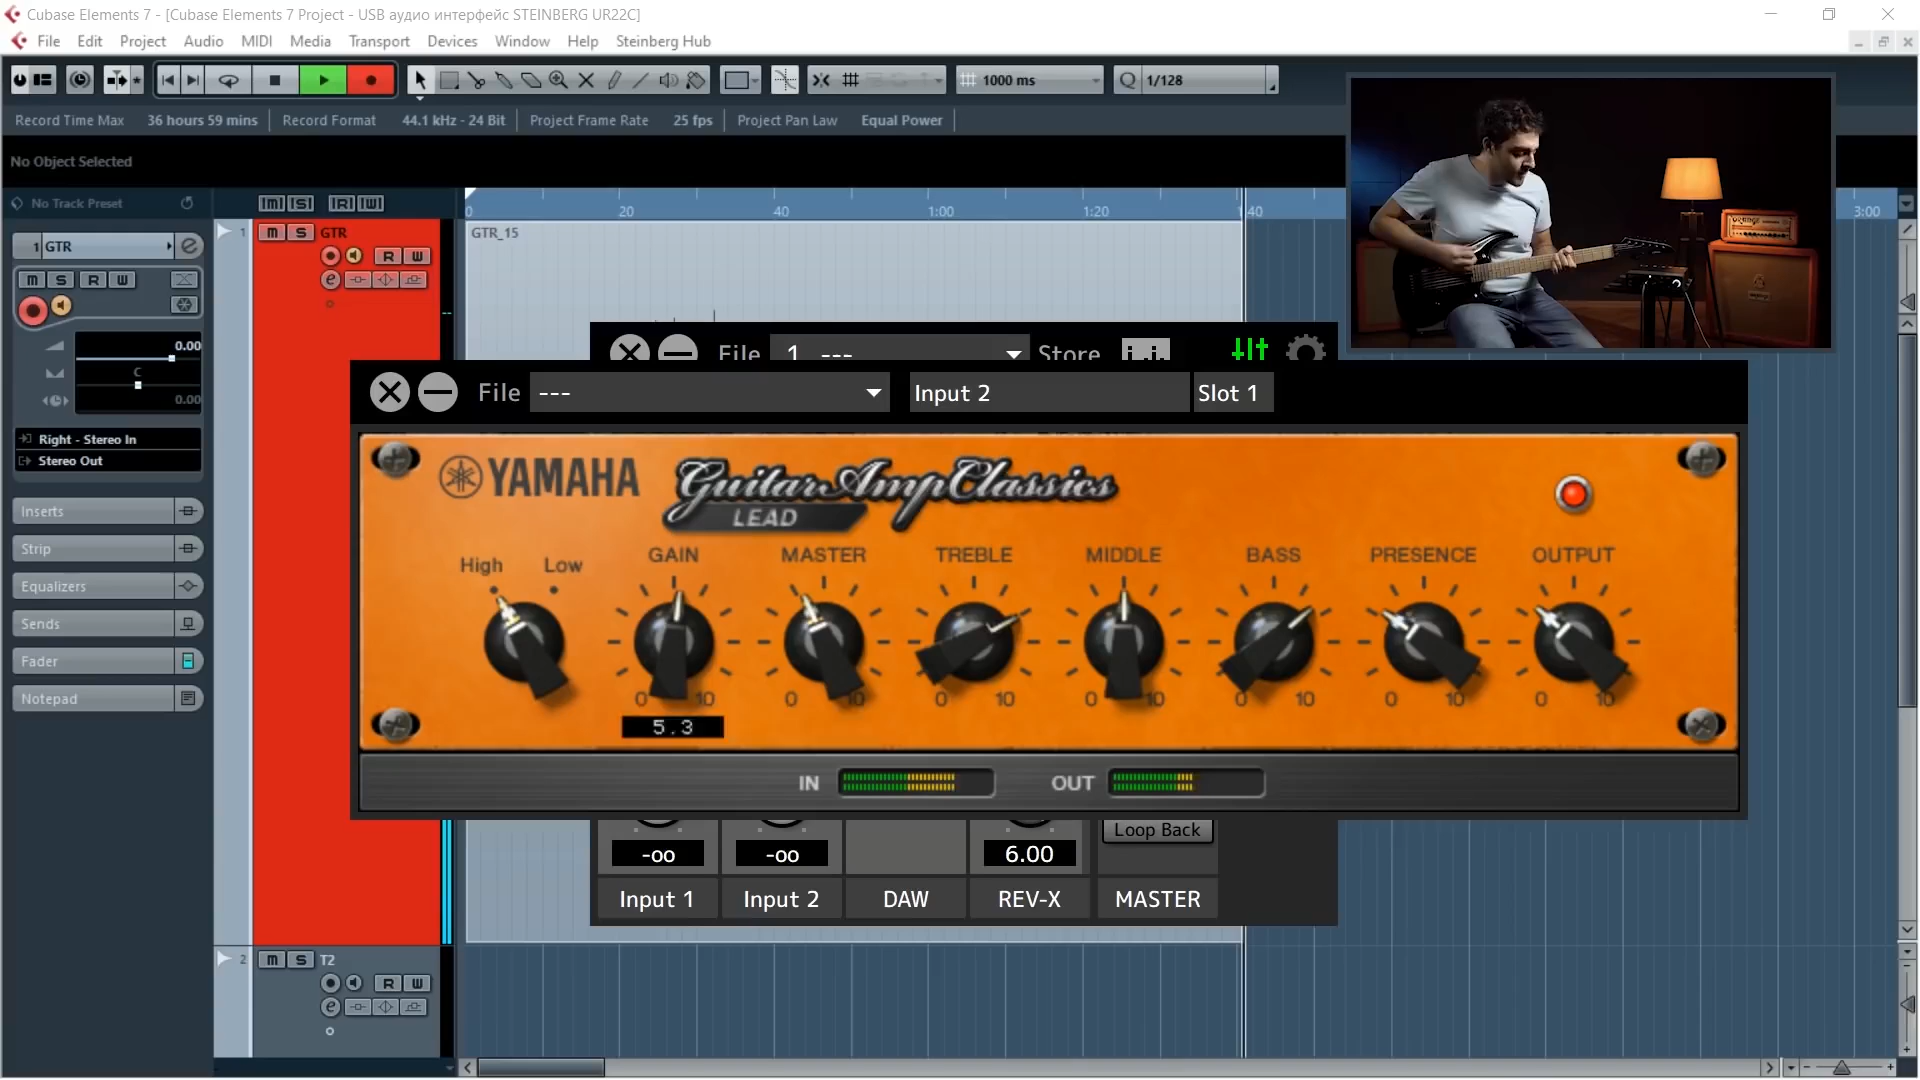 Cubase Elements 7 - [Cubase Elements 7 Project - USB аудио интерфейс STEINBERG UR22C]
File Edit Project Audio MIDI Media Transport Devices Window Help Steinberg Hub
1000 ms Q 1/128
Record Time Max 36 hours 59 mins Record Format 44.1 kHz - 24 Bit Project Frame Rate 25 fps Project Pan Law Equal Power
No Object Selected
No Track Preset
M S R W
0 20 40 1:00 1:20 1:40 3:00
1 GTR
1 M S GTR
GTR_15
R W
e
M S R W
0.00
C
0.00
Right - Stereo In
Stereo Out
Inserts
Strip
Equalizers
Sends
Fader
Notepad
File 1 --- Store
File --- Input 2 Slot 1
YAMAHA Guitar Amp Classics
LEAD
High Low GAIN MASTER TREBLE MIDDLE BASS PRESENCE OUTPUT
0 10 0 10 0 10 0 10 0 10 0 10 0 10
5.3
IN OUT
Loop Back
-oo -oo 6.00
Input 1 Input 2 DAW REV-X MASTER
2 M S T2
R W
e
orange